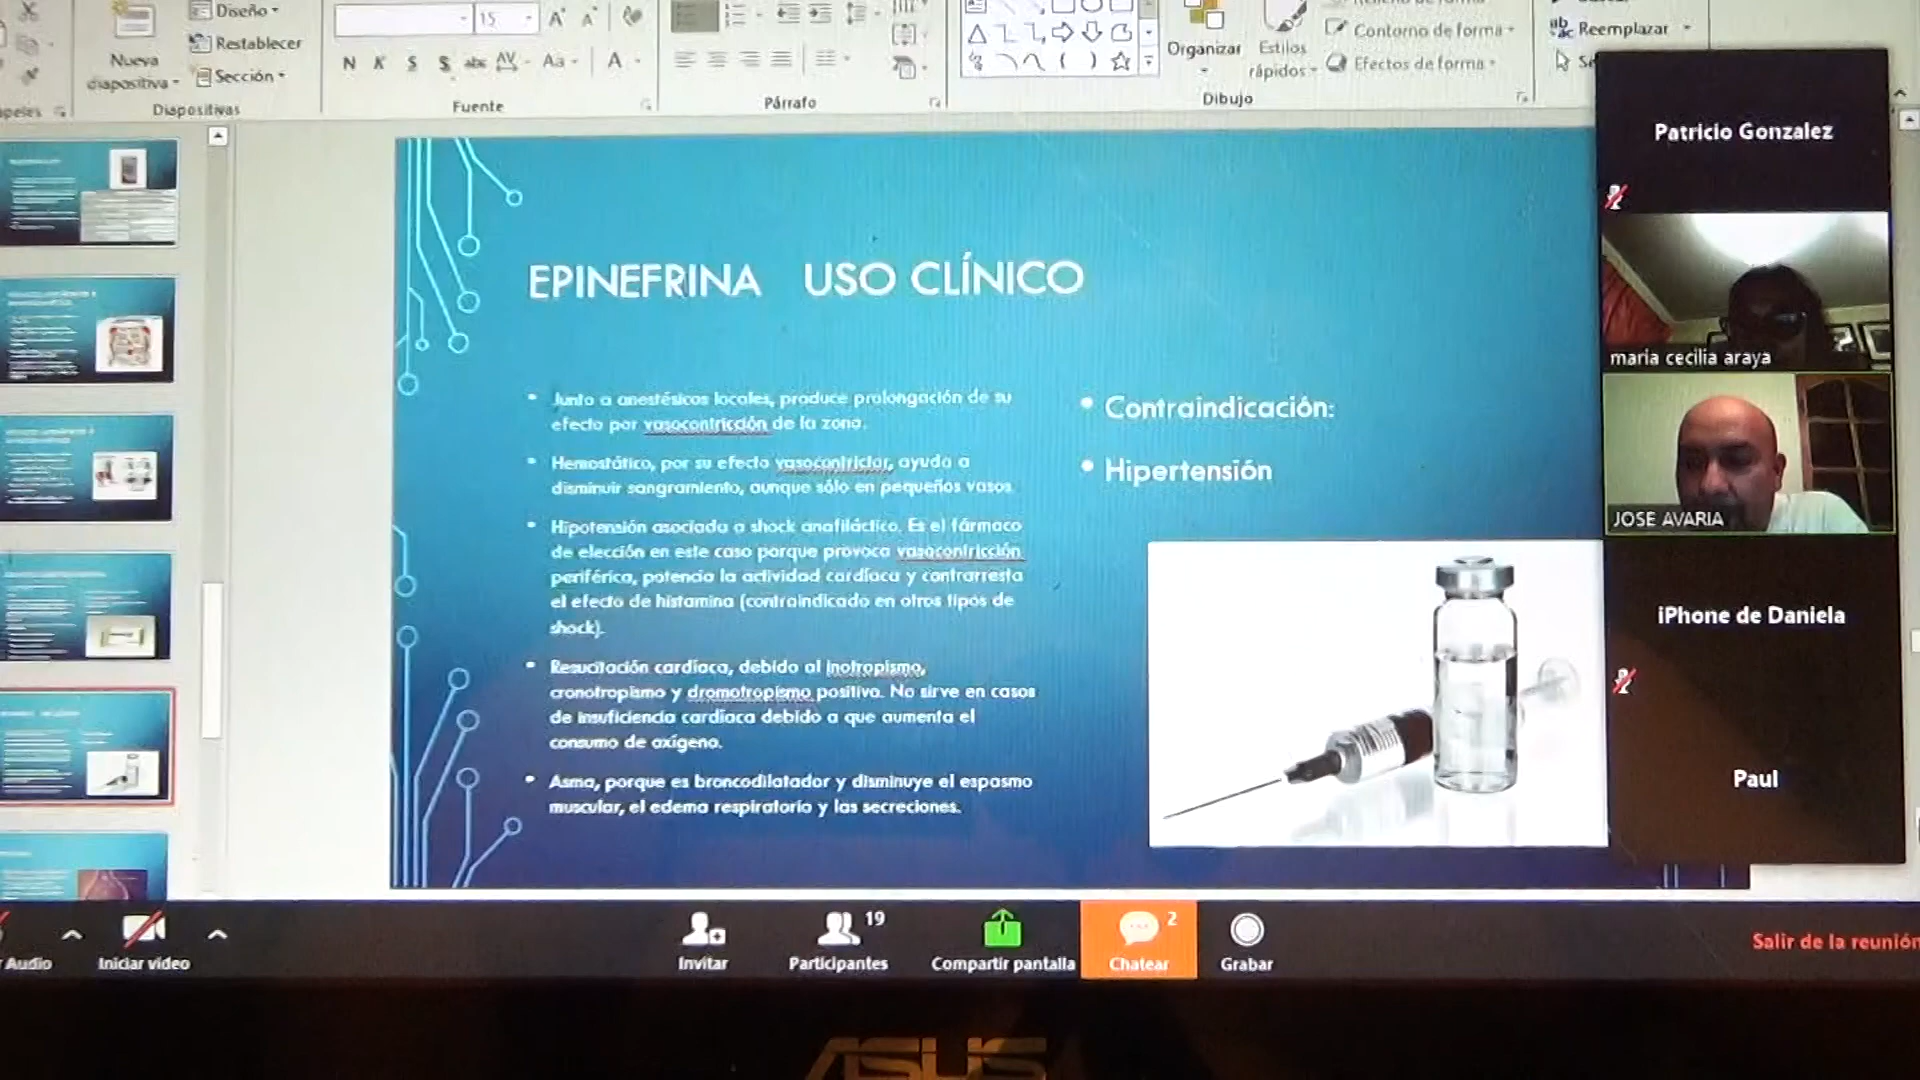 Diseño
Restablecer
Sección
Nueva
diapositiva
Diapositivas
15
N K S S abc AV Aa A
Fuente
Párrafo
Organizar
Estilos
rápidos
Contorno de forma
Efectos de forma
Dibujo
Reemplazar
EPINEFRINA USO CLÍNICO
Junto a anestésicos locales, produce prolongación de su
efecto por vasocontricción de la zona.
Hemostático, por su efecto vasocontrictor, ayuda a
disminuir sangramiento, aunque sólo en pequeños vasos
Hipotensión asociada a shock anafiláctico. Es el fármaco
de elección en este caso porque provoca vasocontricción
periférica, potencia la actividad cardíaca y contrarresta
el efecto de histamina (contraindicado en otros tipos de
shock).
Resucitación cardíaca, debido al inotropismo,
cronotropismo y dromotropismo positivo. No sirve en casos
de insuficiencia cardíaca debido a que aumenta el
consumo de oxígeno.
Asma, porque es broncodilatador y disminuye el espasmo
muscular, el edema respiratorio y las secreciones.
Contraindicación:
Hipertensión
Patricio Gonzalez
maria cecilia araya
JOSE AVARIA
iPhone de Daniela
Paul
Audio
Iniciar video
Invitar
19
Participantes
Compartir pantalla
2
Chatear
Grabar
Salir de la reunión
ASUS